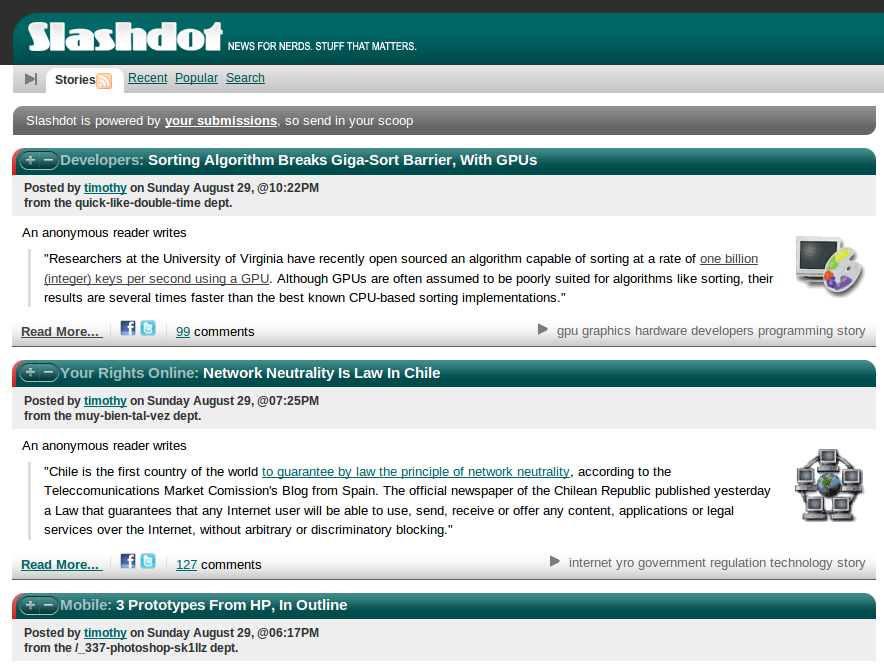 Slashdot NEWS FOR NERDS. STUFF THAT MATTERS.
Stories Recent Popular Search
Slashdot is powered by your submissions, so send in your scoop
+ − Developers: Sorting Algorithm Breaks Giga-Sort Barrier, With GPUs
Posted by timothy on Sunday August 29, @10:22PM
from the quick-like-double-time dept.
An anonymous reader writes
"Researchers at the University of Virginia have recently open sourced an algorithm capable of sorting at a rate of one billion
(integer) keys per second using a GPU. Although GPUs are often assumed to be poorly suited for algorithms like sorting, their
results are several times faster than the best known CPU-based sorting implementations."
Read More... f t 99 comments gpu graphics hardware developers programming story
+ − Your Rights Online: Network Neutrality Is Law In Chile
Posted by timothy on Sunday August 29, @07:25PM
from the muy-bien-tal-vez dept.
An anonymous reader writes
"Chile is the first country of the world to guarantee by law the principle of network neutrality, according to the
Teleccomunications Market Comission's Blog from Spain. The official newspaper of the Chilean Republic published yesterday
a Law that guarantees that any Internet user will be able to use, send, receive or offer any content, applications or legal
services over the Internet, without arbitrary or discriminatory blocking."
Read More... f t 127 comments internet yro government regulation technology story
+ − Mobile: 3 Prototypes From HP, In Outline
Posted by timothy on Sunday August 29, @06:17PM
from the /_337-photoshop-sk1llz dept.